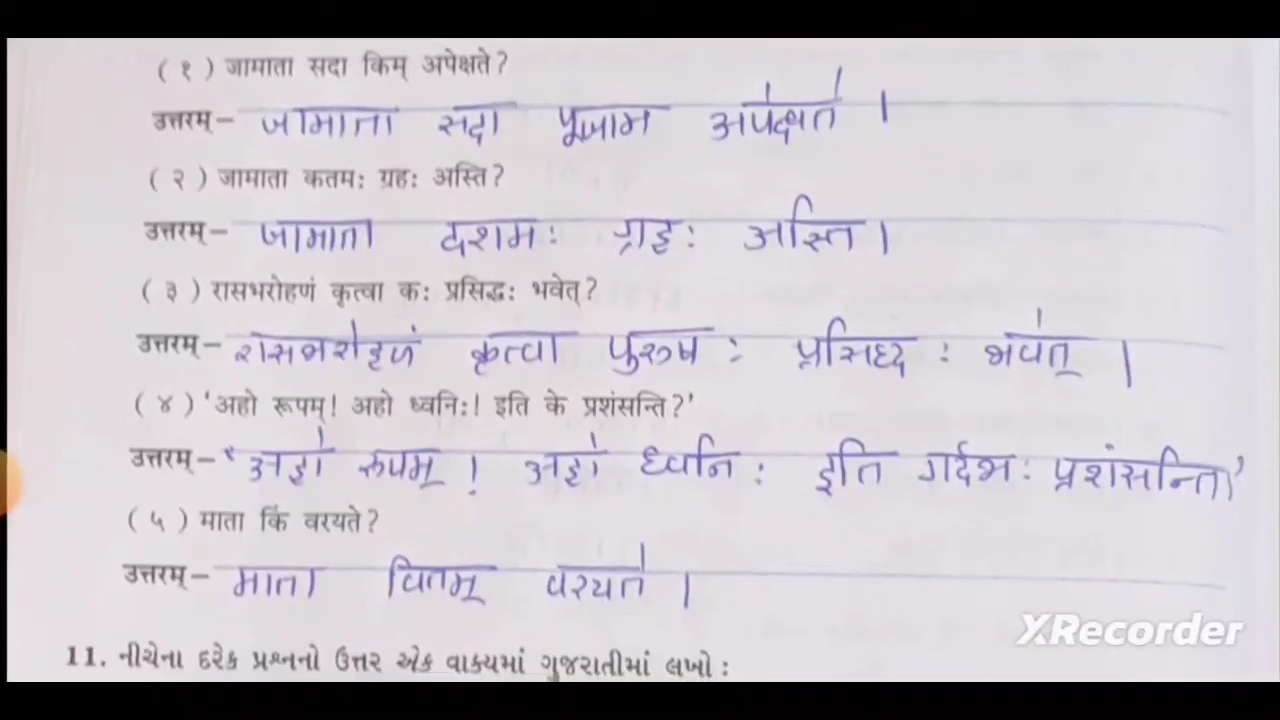 (१) जामाता सदा किम् अपेक्षते?
उत्तरम्- जामाता सदा पूजाम अपेक्षते ।
(२) जामाता कतमः ग्रहः अस्ति?
उत्तरम्- जामाता दशमः ग्रहः अस्ति ।
(३) रासभरोहणं कृत्वा कः प्रसिद्धः भवेत्?
उत्तरम्- रासभरोहणं कृत्वा पुरुषः प्रसिध्दः भवेत् ।
(४) 'अहो रूपम्! अहो ध्वनिः! इति के प्रशंसन्ति?'
उत्तरम्- 'अहो रूपम् ! अहो ध्वनिः इति गर्दभः प्रशंसन्ति।'
(५) माता किं वरयते?
उत्तरम्- माता वितम् वरयते ।
11. નીચેના દરેક પ્રશ્નનો ઉત્તર એક વાક્યમાં ગુજરાતીમાં લખો :
XRecorder